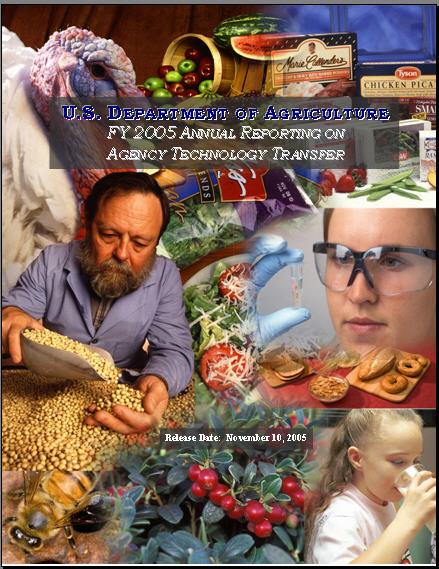 Marie Callender's
Tyson
CHICKEN PICA
U.S. DEPARTMENT OF AGRICULTURE
FY 2005 ANNUAL REPORTING ON
AGENCY TECHNOLOGY TRANSFER
Release Date: November 10, 2005